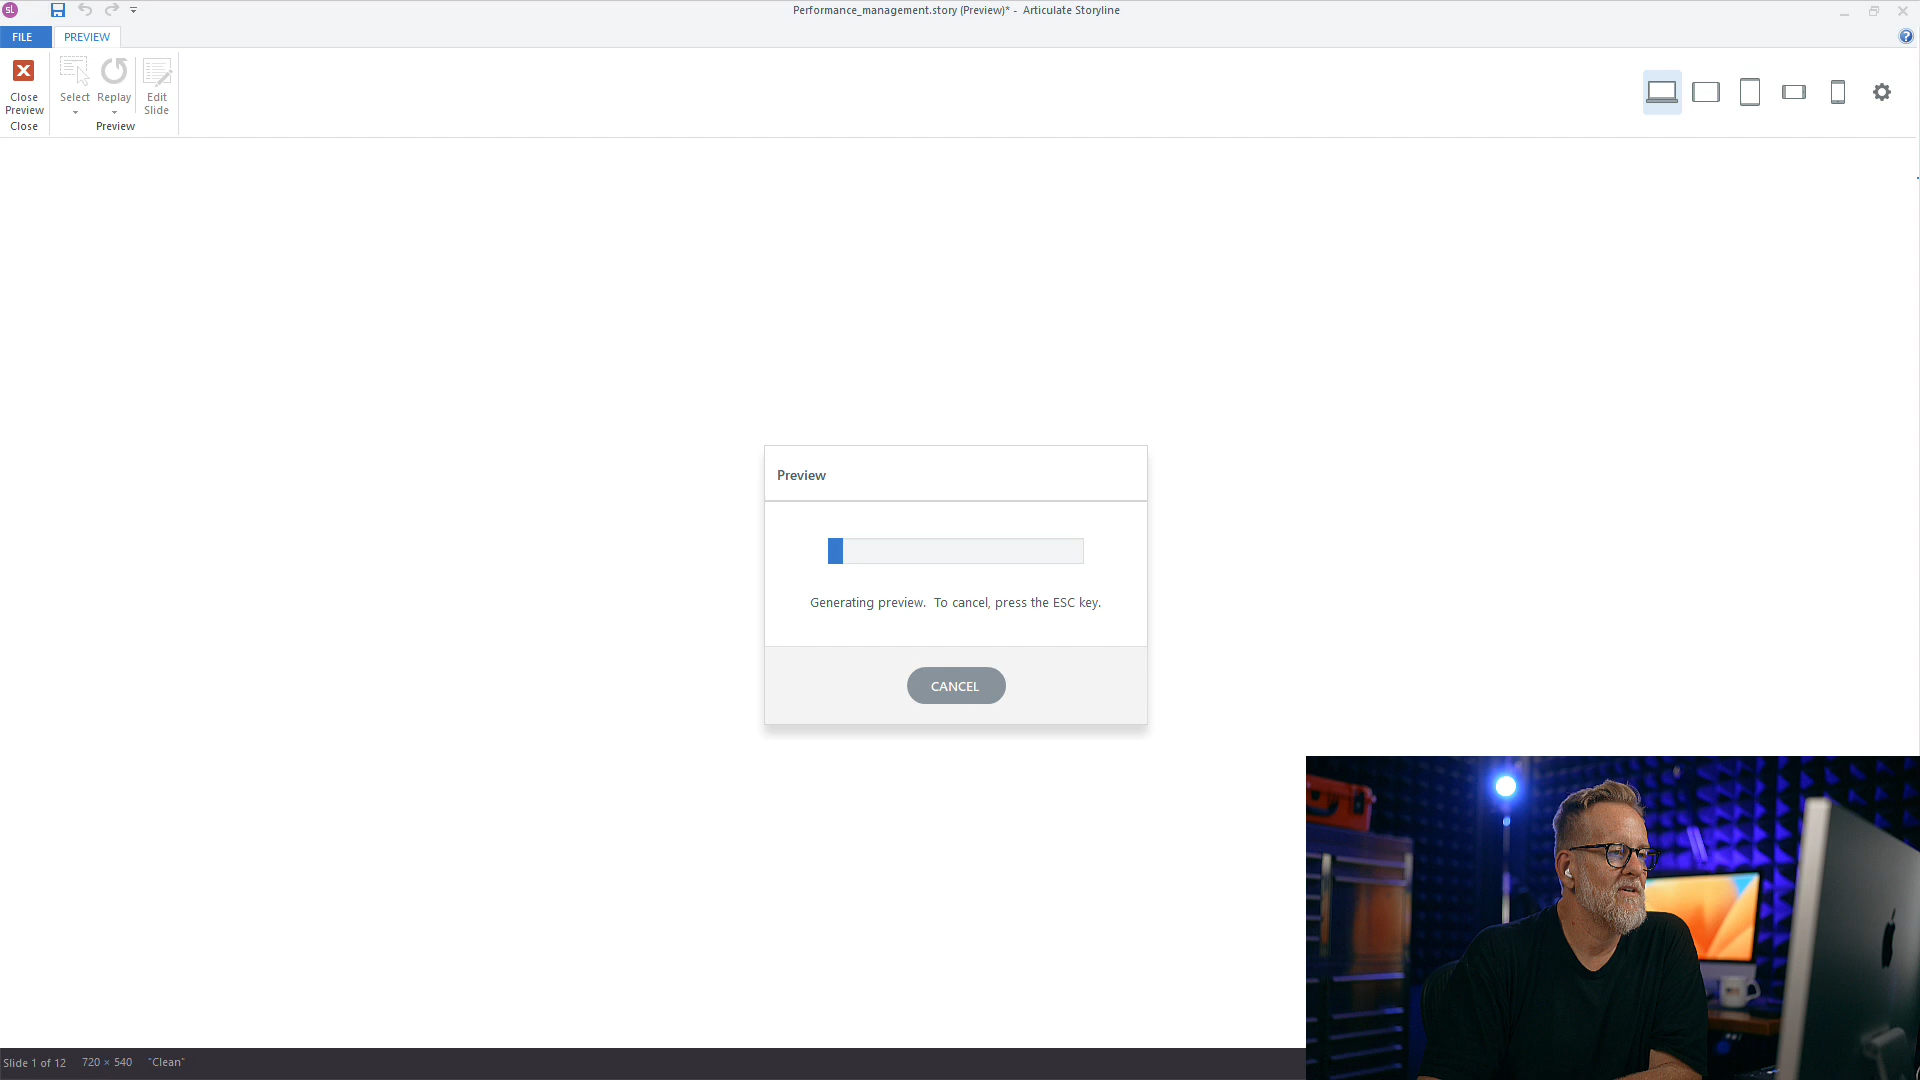 SL
Performance_management.story (Preview)* - Articulate Storyline
FILE
PREVIEW
?
Close Preview
Select
Replay
Edit Slide
Close
Preview
Preview
Generating preview. To cancel, press the ESC key.
CANCEL
Slide 1 of 12
720 × 540
"Clean"